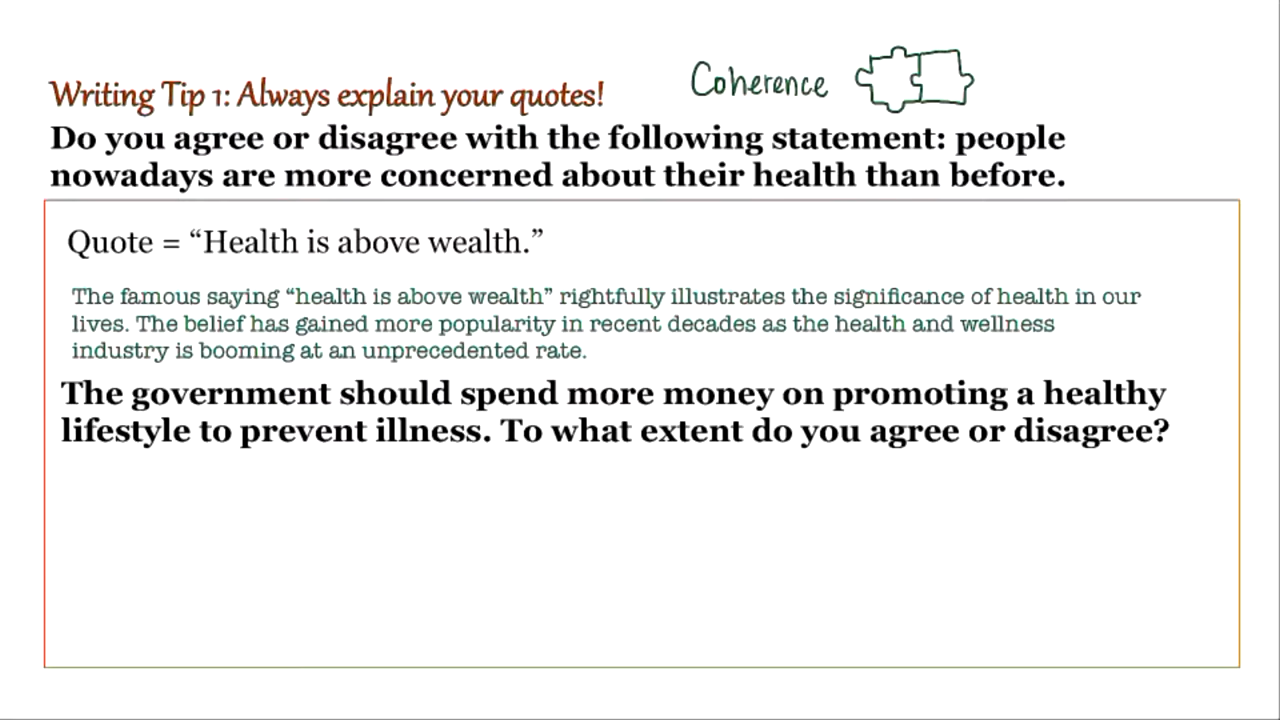 Writing Tip 1: Always explain your quotes!
Coherence
Do you agree or disagree with the following statement: people
nowadays are more concerned about their health than before.
Quote = “Health is above wealth.”
The famous saying “health is above wealth” rightfully illustrates the significance of health in our
lives. The belief has gained more popularity in recent decades as the health and wellness
industry is booming at an unprecedented rate.
The government should spend more money on promoting a healthy
lifestyle to prevent illness. To what extent do you agree or disagree?